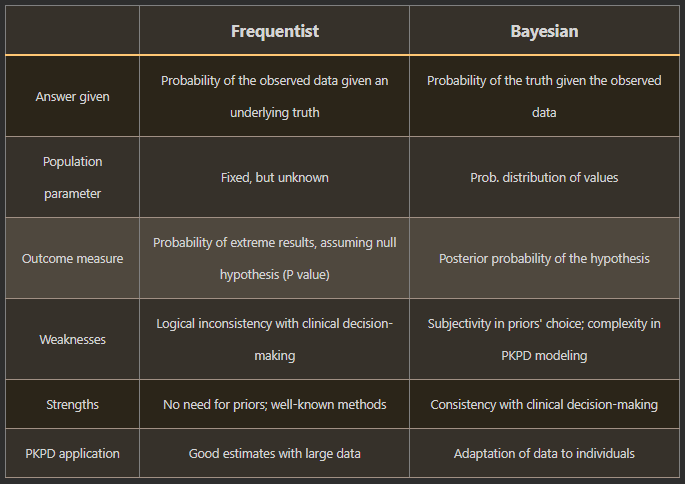 Frequentist Bayesian
Answer given
Probability of the observed data given an
underlying truth
Probability of the truth given the observed
data
Population
parameter
Fixed, but unknown
Prob. distribution of values
Outcome measure
Probability of extreme results, assuming null
hypothesis (P value)
Posterior probability of the hypothesis
Weaknesses
Logical inconsistency with clinical decision-
making
Subjectivity in priors' choice; complexity in
PKPD modeling
Strengths
No need for priors; well-known methods
Consistency with clinical decision-making
PKPD application
Good estimates with large data
Adaptation of data to individuals